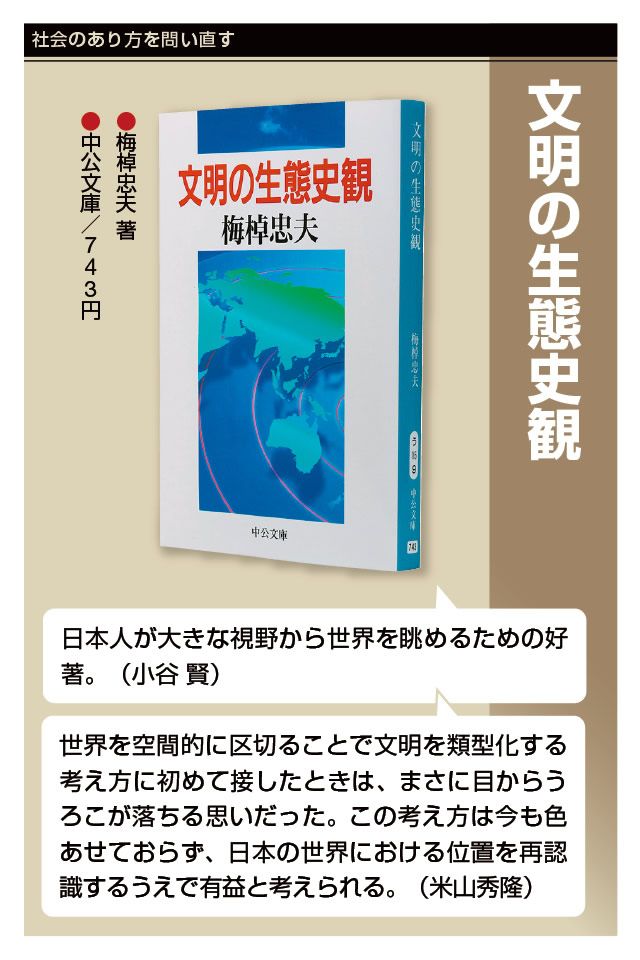 社会のあり方を問い直す
文明の生態史観
●梅棹忠夫 著
●中公文庫／743円
文明の生態史観
梅棹忠夫
中公文庫
文明の生態史観
梅棹忠夫
う 15 9
中公文庫
743
日本人が大きな視野から世界を眺めるための好
著。（小谷 賢）
世界を空間的に区切ることで文明を類型化する
考え方に初めて接したときは、まさに目からう
ろこが落ちる思いだった。この考え方は今も色
あせておらず、日本の世界における位置を再認
識するうえで有益と考えられる。（米山秀隆）